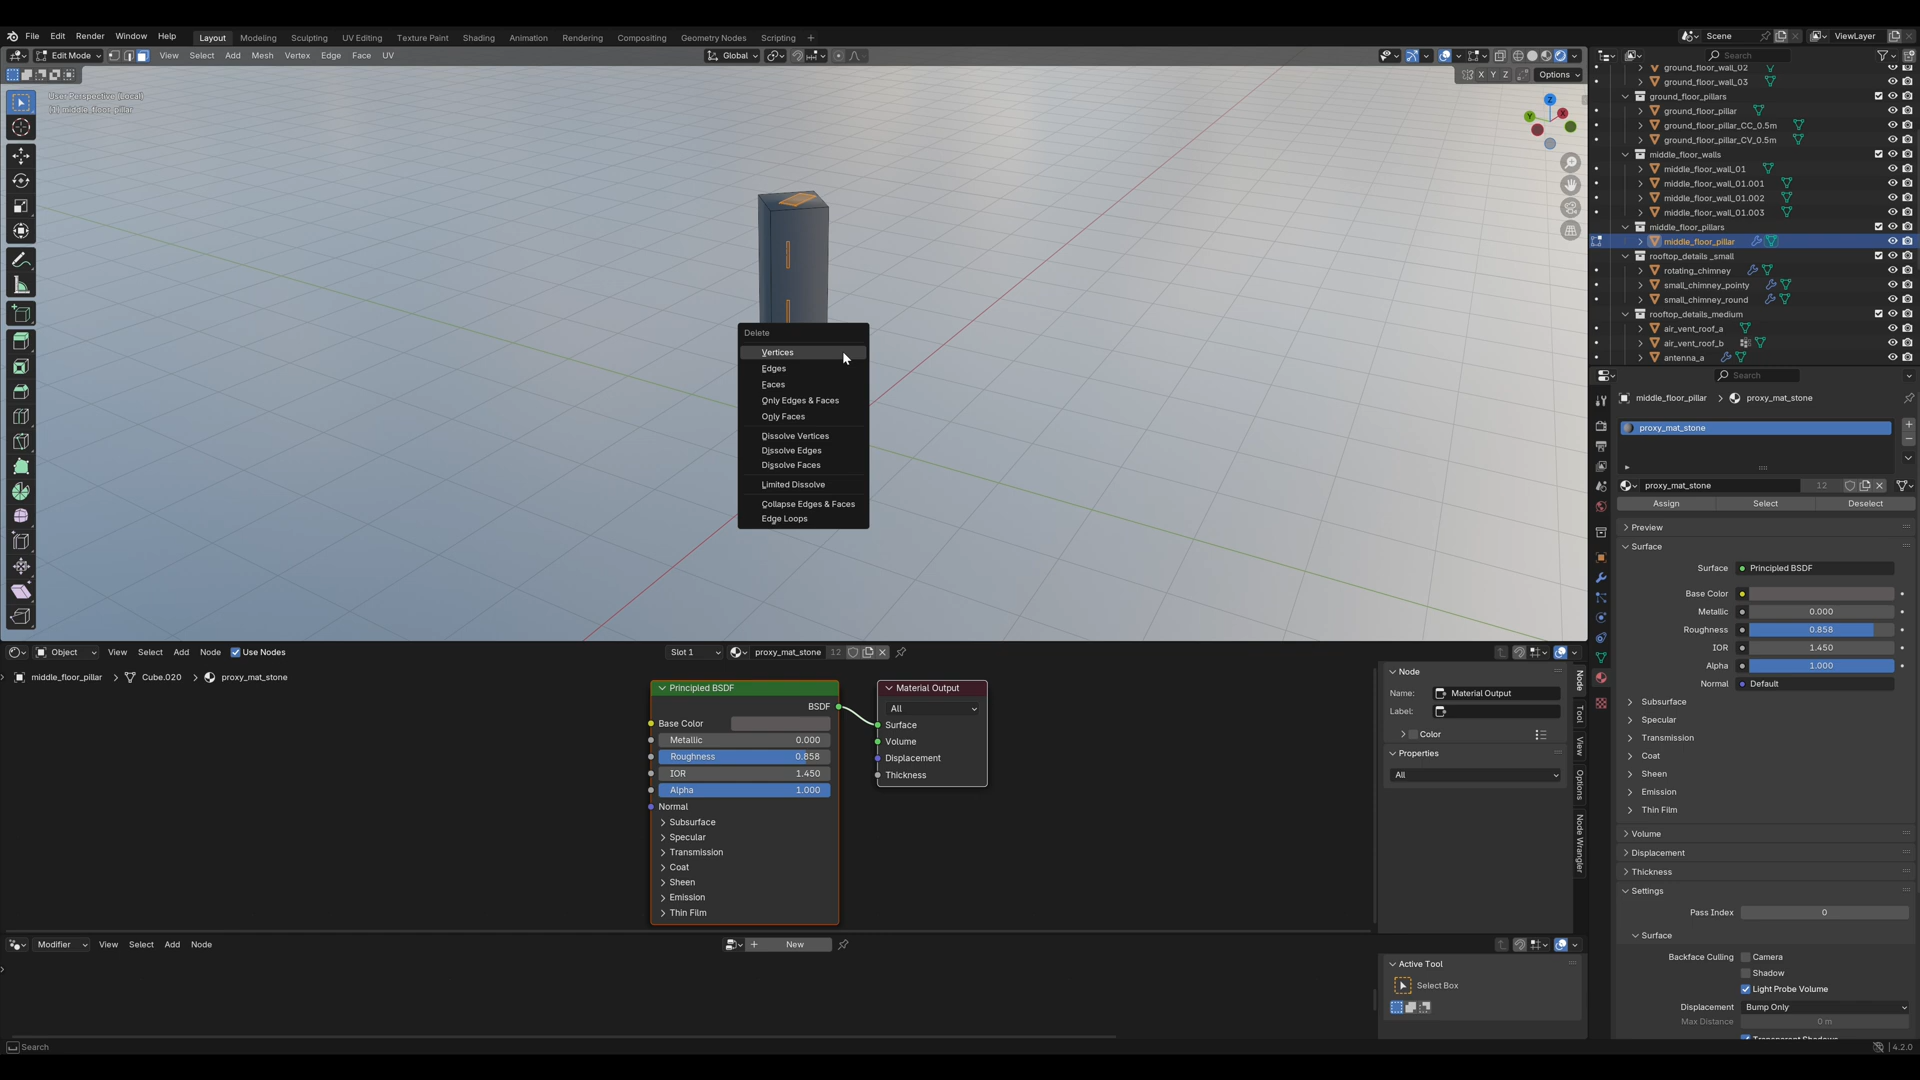 File Edit Render Window Help
Layout Modeling Sculpting UV Editing Texture Paint Shading Animation Rendering Compositing Geometry Nodes Scripting +
Scene ViewLayer
Edit Mode View Select Add Mesh Vertex Edge Face UV
Global
Search
X Y Z Options
User Perspective (Local)
(1) middle_floor_pillar
Z
Y
X
ground_floor_wall_02
ground_floor_wall_03
ground_floor_pillars
ground_floor_pillar
ground_floor_pillar_CC_0.5m
ground_floor_pillar_CV_0.5m
middle_floor_walls
middle_floor_wall_01
middle_floor_wall_01.001
middle_floor_wall_01.002
middle_floor_wall_01.003
middle_floor_pillars
middle_floor_pillar
rooftop_details _small
rotating_chimney
small_chimney_pointy
small_chimney_round
rooftop_details_medium
air_vent_roof_a
air_vent_roof_b
antenna_a
Delete
Vertices
Edges
Faces
Only Edges & Faces
Only Faces
Dissolve Vertices
Dissolve Edges
Dissolve Faces
Limited Dissolve
Collapse Edges & Faces
Edge Loops
Search
middle_floor_pillar proxy_mat_stone
proxy_mat_stone
proxy_mat_stone 12
Assign Select Deselect
Preview
Surface
Surface Principled BSDF
Base Color
Metallic 0.000
Roughness 0.858
IOR 1.450
Alpha 1.000
Normal Default
Subsurface
Specular
Transmission
Coat
Sheen
Emission
Thin Film
Volume
Displacement
Thickness
Settings
Pass Index 0
Surface
Backface Culling Camera
Shadow
Light Probe Volume
Displacement Bump Only
Max Distance 0 m
Transparent Shadows
Object View Select Add Node Use Nodes
Slot 1 proxy_mat_stone 12
middle_floor_pillar Cube.020 proxy_mat_stone
Principled BSDF
BSDF
Base Color
Metallic 0.000
Roughness 0.858
IOR 1.450
Alpha 1.000
Normal
Subsurface
Specular
Transmission
Coat
Sheen
Emission
Thin Film
Material Output
All
Surface
Volume
Displacement
Thickness
Node
Name: Material Output
Label:
Color
Properties
All
Node
Tool
View
Options
Node Wrangler
Modifier View Select Add Node
New
Active Tool
Select Box
Search
4.2.0